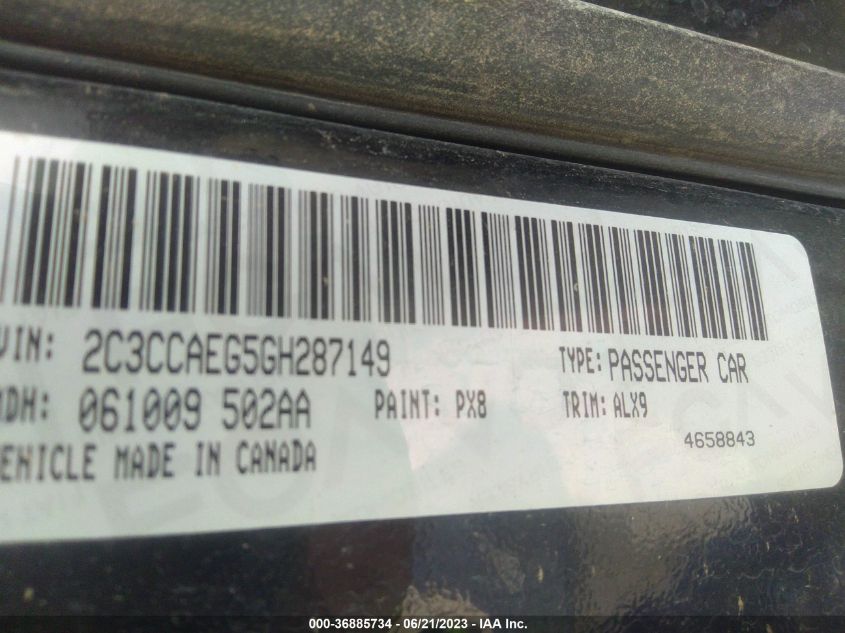 VIN: 2C3CCAEG5GH287149 TYPE: PASSENGER CAR
MDH: 061009 502AA PAINT: PX8 TRIM: ALX9
VEHICLE MADE IN CANADA 4658843
000-36885734 - 06/21/2023 - IAA Inc.